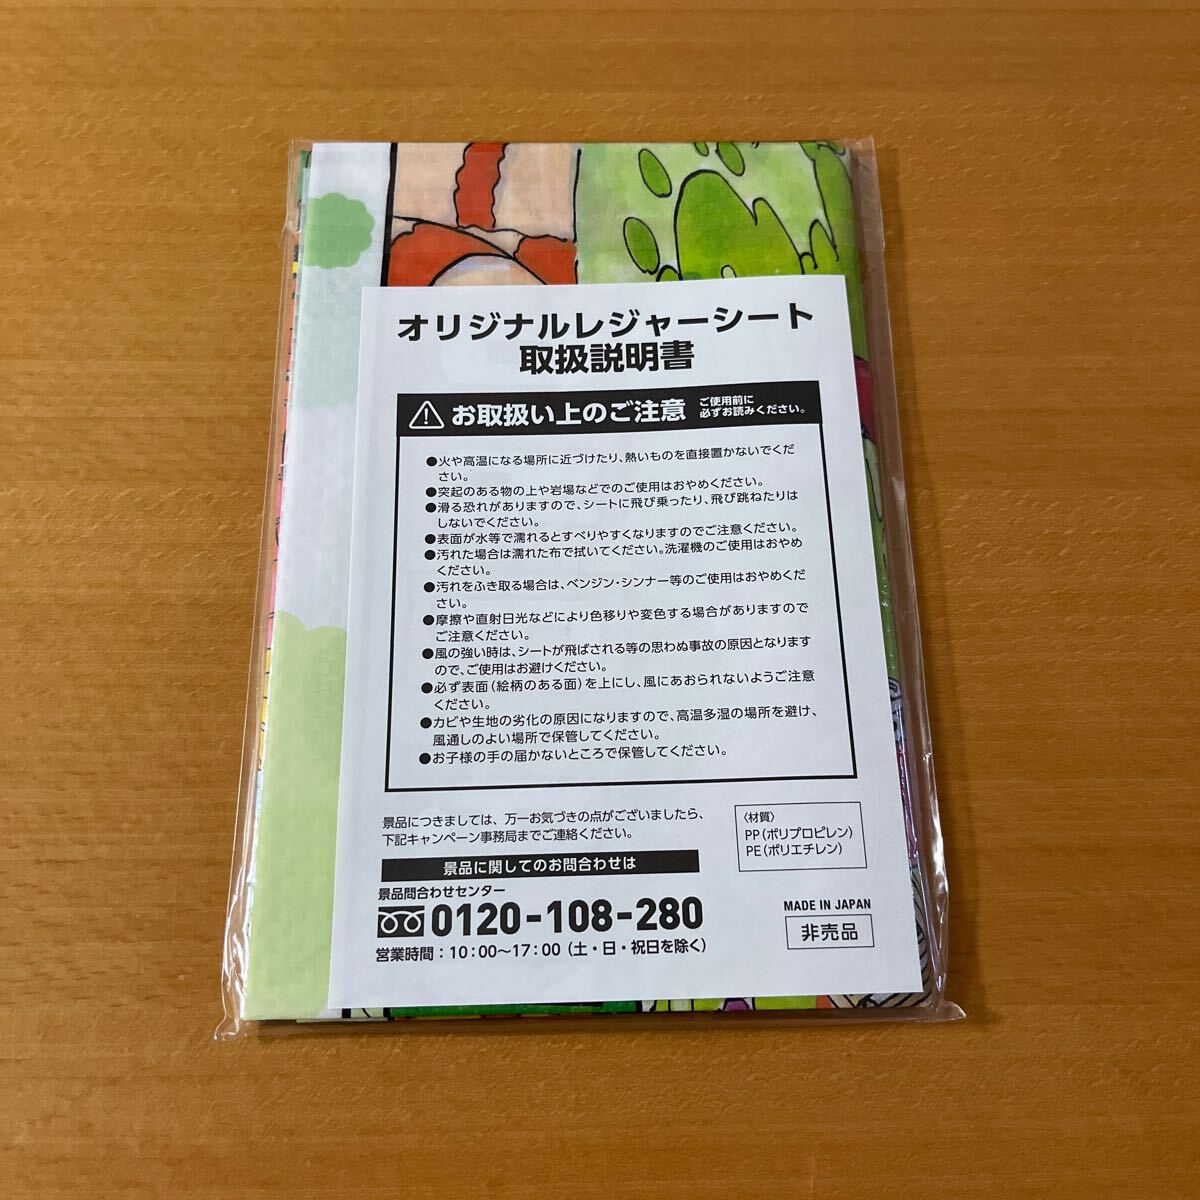 オリジナルレジャーシート
取扱説明書
お取扱い上のご注意
ご使用前に
必ずお読みください。
●火や高温になる場所に近づけたり、熱いものを直接置かないでくだ
さい。
●突起のある物の上や岩場などでのご使用はおやめください。
●滑る恐れがありますので、シートに飛び乗ったり、飛び跳ねたりは
しないでください。
●表面が水等で濡れるとすべりやすくなりますのでご注意ください。
●汚れた場合は濡れた布で拭いてください。洗濯機のご使用はおやめ
ください。
●汚れをふき取る場合は、ベンジン・シンナー等のご使用はおやめくだ
さい。
●摩擦や直射日光などにより色移りや変色する場合がありますので
ご注意ください。
●風の強い時は、シートが飛ばされる等の思わぬ事故の原因となります
ので、ご使用はお避けください。
●必ず表面(絵柄のある面)を上にし、風にあおられないようご注意
ください。
●カビや生地の劣化の原因になりますので、高温多湿の場所を避け、
風通しのよい場所で保管してください。
●お子様の手の届かないところで保管してください。
景品につきましては、万一お気づきの点がございましたら、
下記キャンペーン事務局までご連絡ください。
景品に関してのお問合わせは
景品問合わせセンター
0120-108-280
営業時間:10:00〜17:00(土・日・祝日を除く)
〈材質〉
PP(ポリプロピレン)
PE(ポリエチレン)
MADE IN JAPAN
非売品